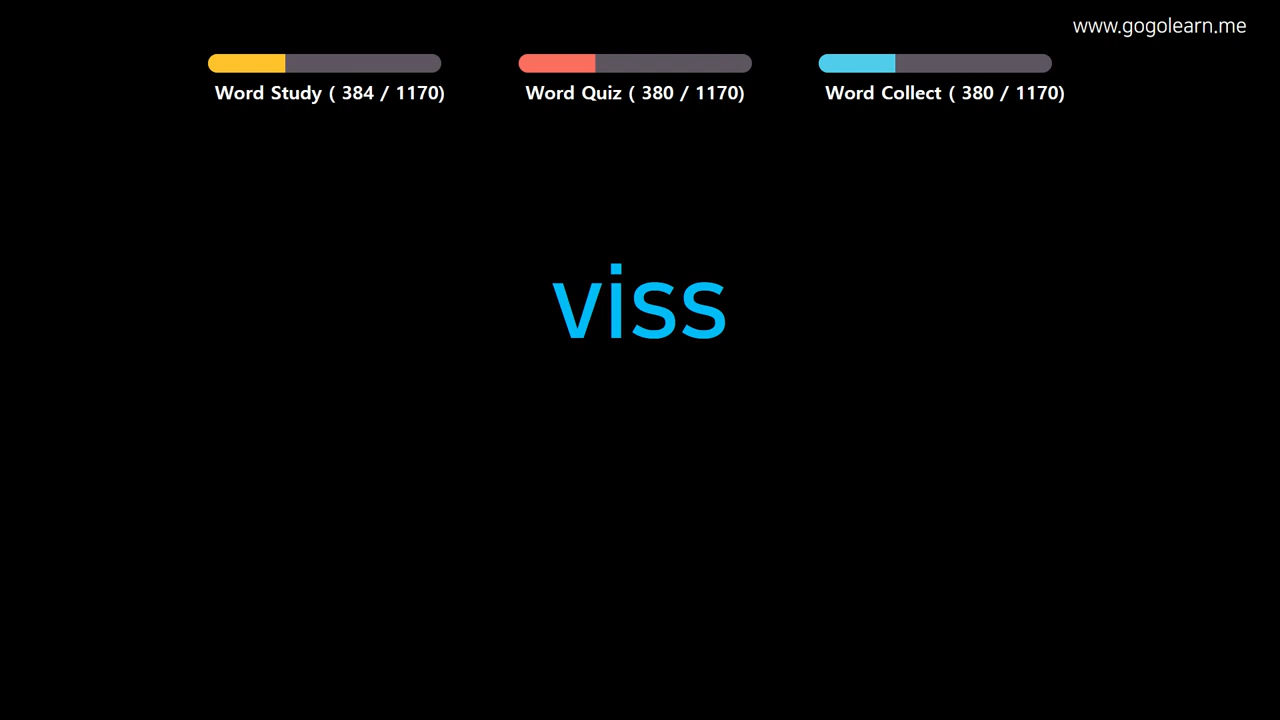 www.gogolearn.me
Word Study ( 384 / 1170)
Word Quiz ( 380 / 1170)
Word Collect ( 380 / 1170)
viss